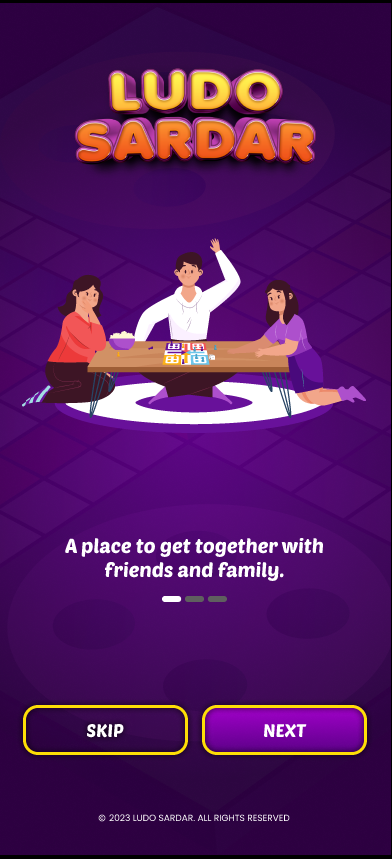 LUDO
SARDAR
A place to get together with
friends and family.
SKIP
NEXT
© 2023 LUDO SARDAR. ALL RIGHTS RESERVED